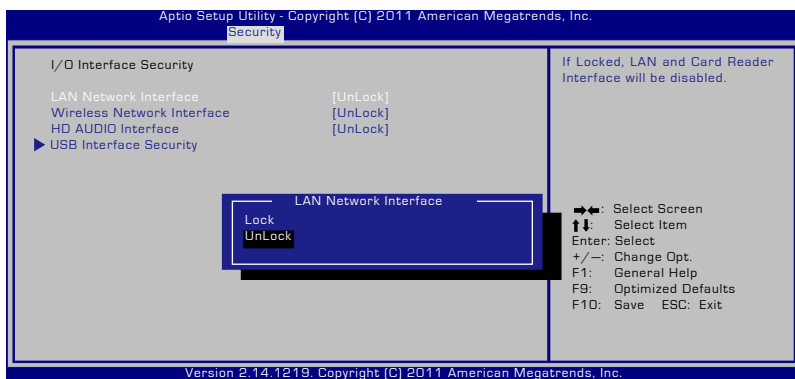 Aptio Setup Utility - Copyright (C) 2011 American Megatrends, Inc.
Security
I/O Interface Security
LAN Network Interface [UnLock]
Wireless Network Interface [UnLock]
HD AUDIO Interface [UnLock]
USB Interface Security
If Locked, LAN and Card Reader
Interface will be disabled.
LAN Network Interface
Lock
UnLock
→←: Select Screen
↑↓: Select Item
Enter: Select
+/—: Change Opt.
F1: General Help
F9: Optimized Defaults
F10: Save ESC: Exit
Version 2.14.1219. Copyright (C) 2011 American Megatrends, Inc.